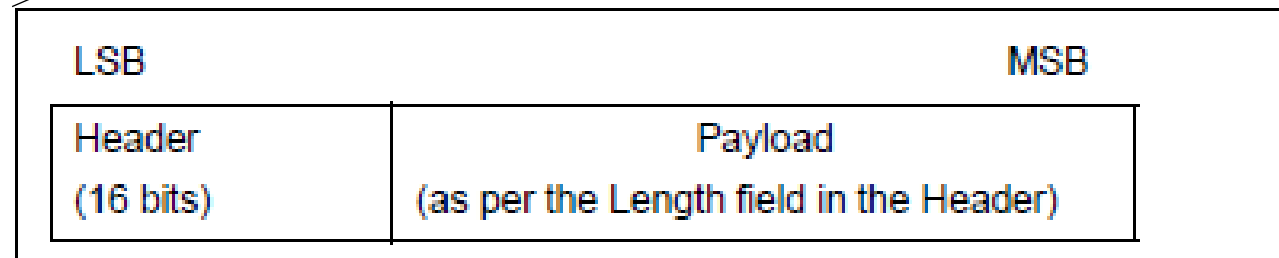 LSB MSB
Header Payload
(16 bits) (as per the Length field in the Header)